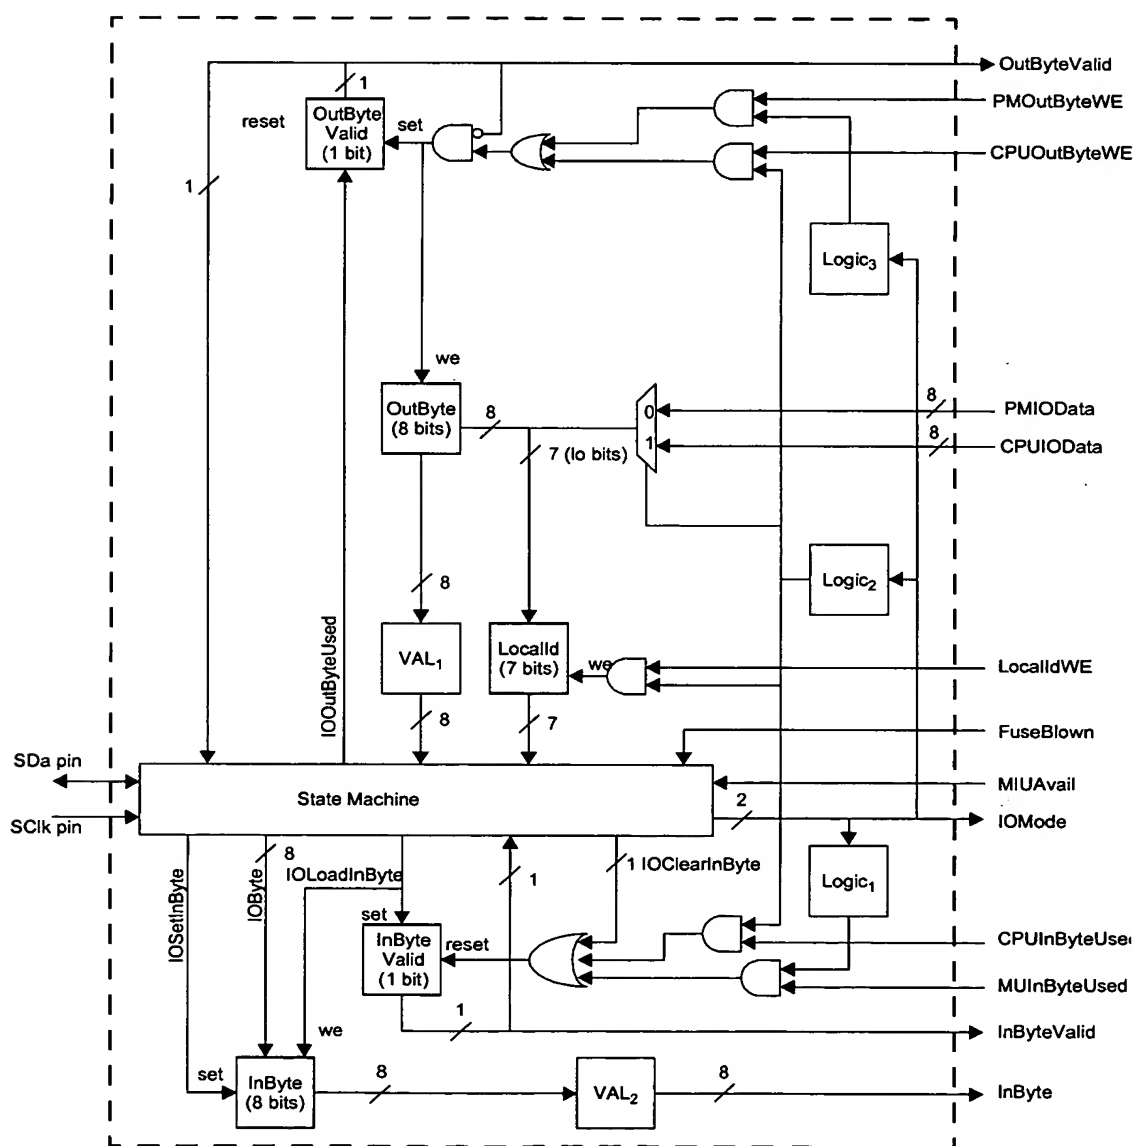 OutByteValid
1
OutByte
Valid
(1 bit)
reset
set
PMOutByteWE
CPUOutByteWE
1
Logic3
we
OutByte
(8 bits)
8
7 (lo bits)
0
1
8
PMIOData
8
CPUIOData
Logic2
8
IOOutByteUsed
VAL1
LocalId
(7 bits)
we
LocalIdWE
8
7
FuseBlown
SDa pin
MIUAvail
State Machine
2
SClk pin
IOMode
IOSetInByte
IOByte
8
IOLoadInByte
1
1 IOClearInByte
Logic1
set
InByte
Valid
(1 bit)
reset
CPUInByteUse
MUInByteUsed
1
InByteValid
we
set
InByte
(8 bits)
8
VAL2
8
InByte